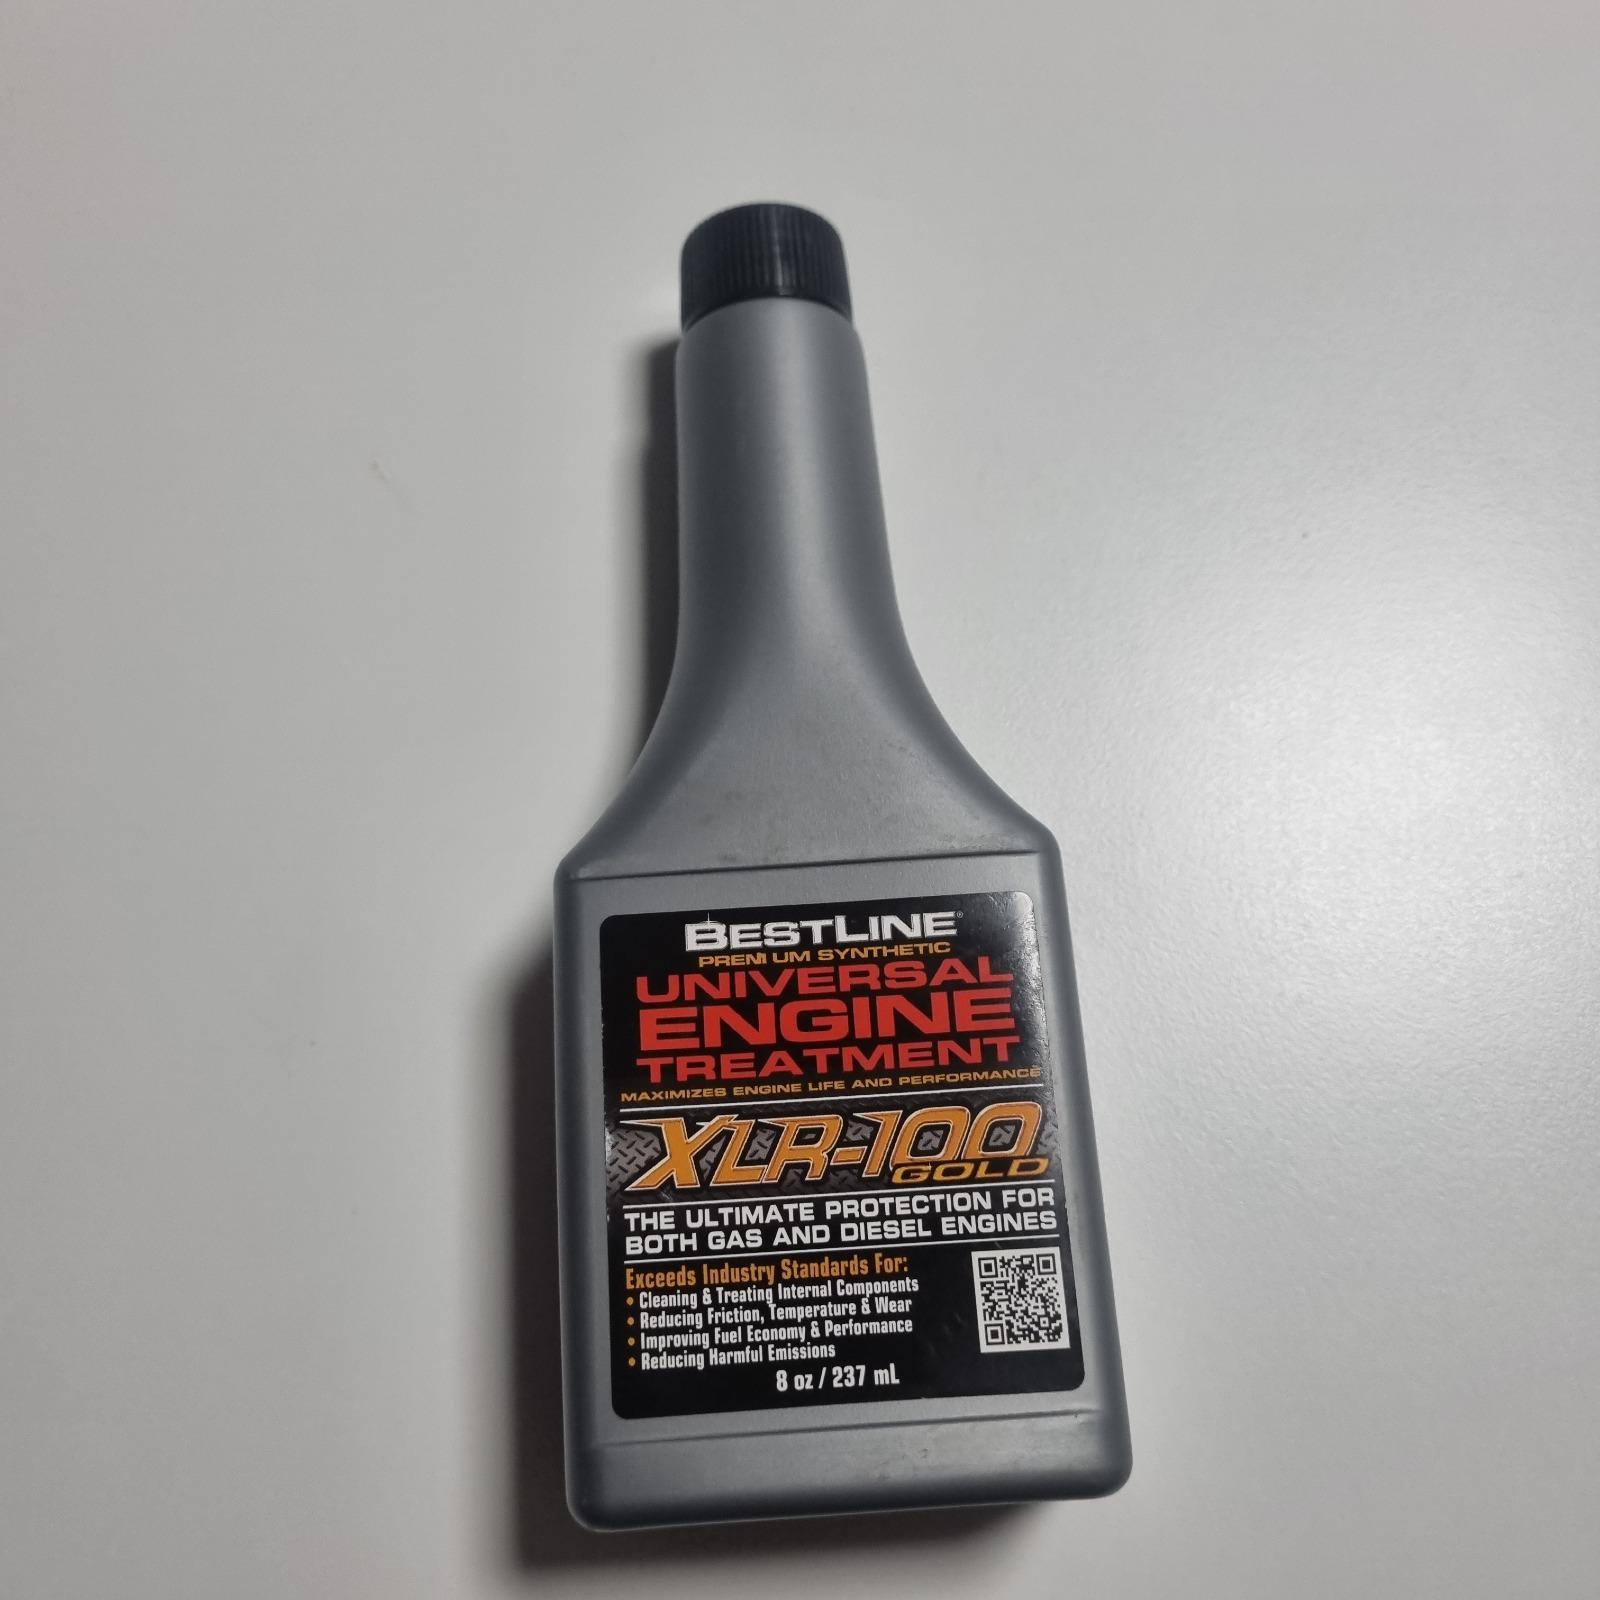 BESTLINE®
PREMIUM SYNTHETIC
UNIVERSAL
ENGINE
TREATMENT
MAXIMIZES ENGINE LIFE AND PERFORMANCE
XLR-100
GOLD
THE ULTIMATE PROTECTION FOR
BOTH GAS AND DIESEL ENGINES
Exceeds Industry Standards For:
• Cleaning & Treating Internal Components
• Reducing Friction, Temperature & Wear
• Improving Fuel Economy & Performance
• Reducing Harmful Emissions
8 oz / 237 mL